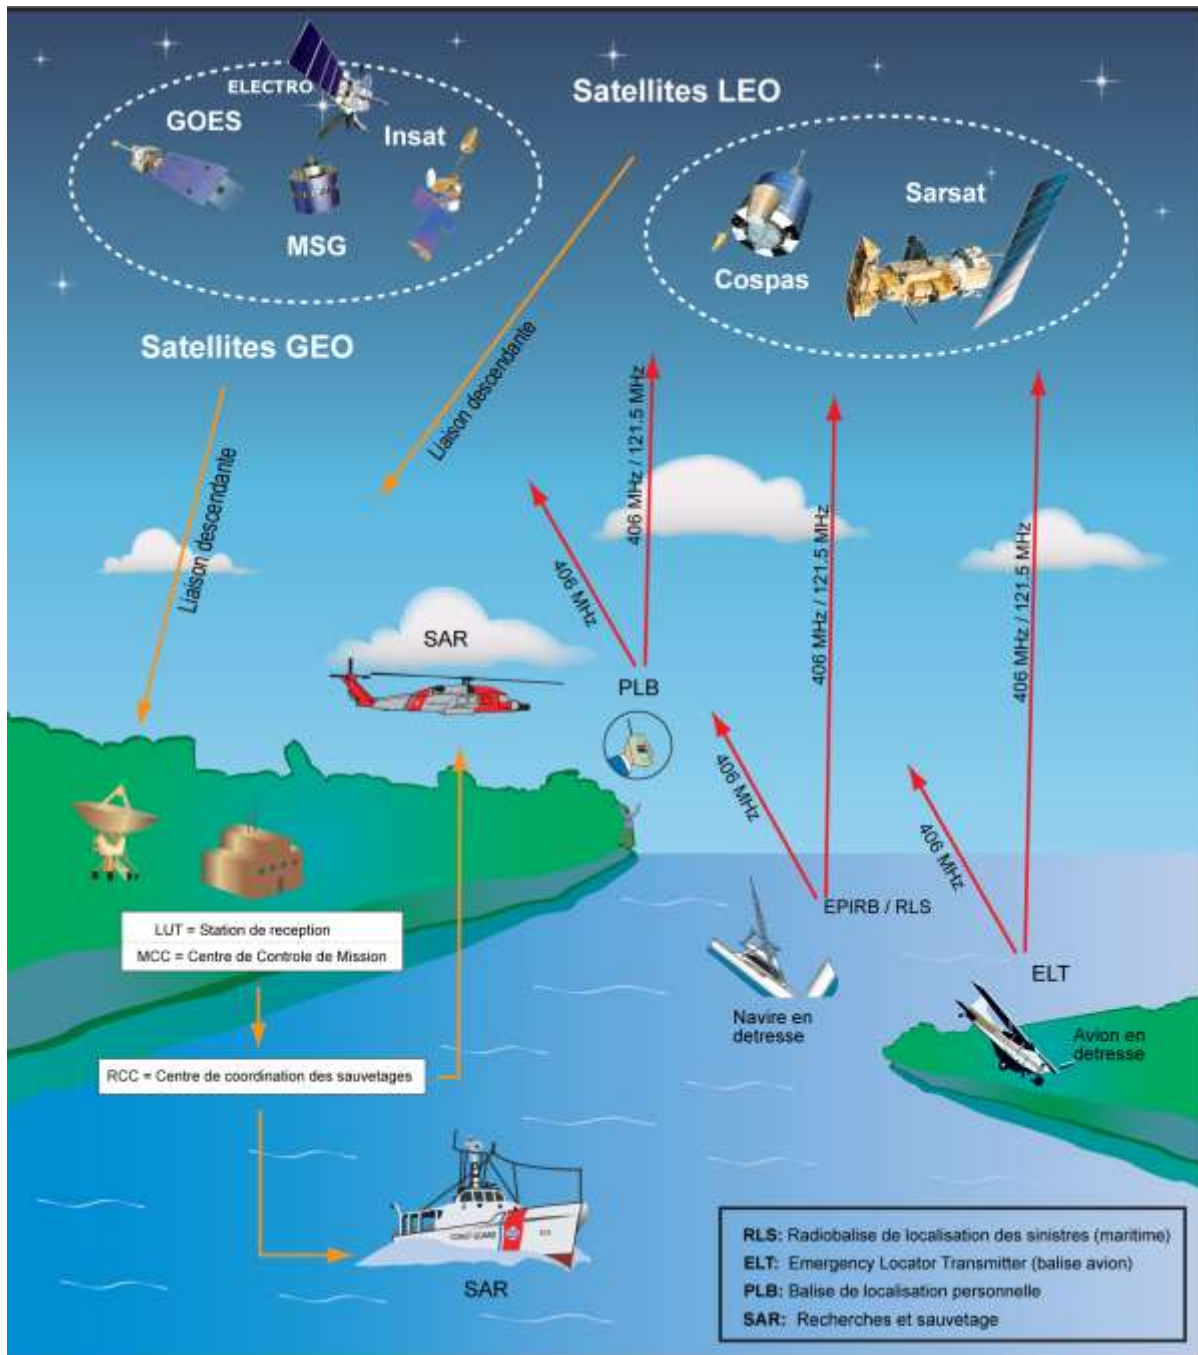 ELECTRO
GOES
Insat
MSG
Satellites GEO
Satellites LEO
Sarsat
Cospas
Liaison descendante
Liaison descendante
406 MHz / 121.5 MHz
406 MHz
406 MHz / 121.5 MHz
406 MHz
406 MHz / 121.5 MHz
406 MHz
SAR
PLB
EPIRB / RLS
ELT
Navire en
detresse
Avion en
detresse
LUT = Station de reception
MCC = Centre de Controle de Mission
RCC = Centre de coordination des sauvetages
COAST GUARD
SAR
RLS: Radiobalise de localisation des sinistres (maritime)
ELT: Emergency Locator Transmitter (balise avion)
PLB: Balise de localisation personnelle
SAR: Recherches et sauvetage